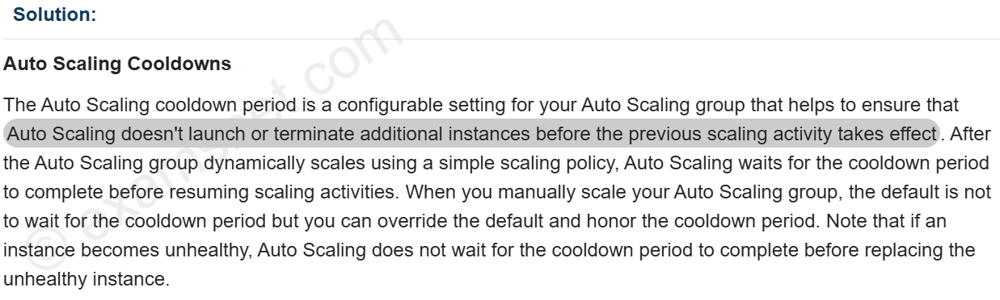 Solution:
Auto Scaling Cooldowns
The Auto Scaling cooldown period is a configurable setting for your Auto Scaling group that helps to ensure that
Auto Scaling doesn't launch or terminate additional instances before the previous scaling activity takes effect. After
the Auto Scaling group dynamically scales using a simple scaling policy, Auto Scaling waits for the cooldown period
to complete before resuming scaling activities. When you manually scale your Auto Scaling group, the default is not
to wait for the cooldown period but you can override the default and honor the cooldown period. Note that if an
instance becomes unhealthy, Auto Scaling does not wait for the cooldown period to complete before replacing the
unhealthy instance.
© examsnet.com